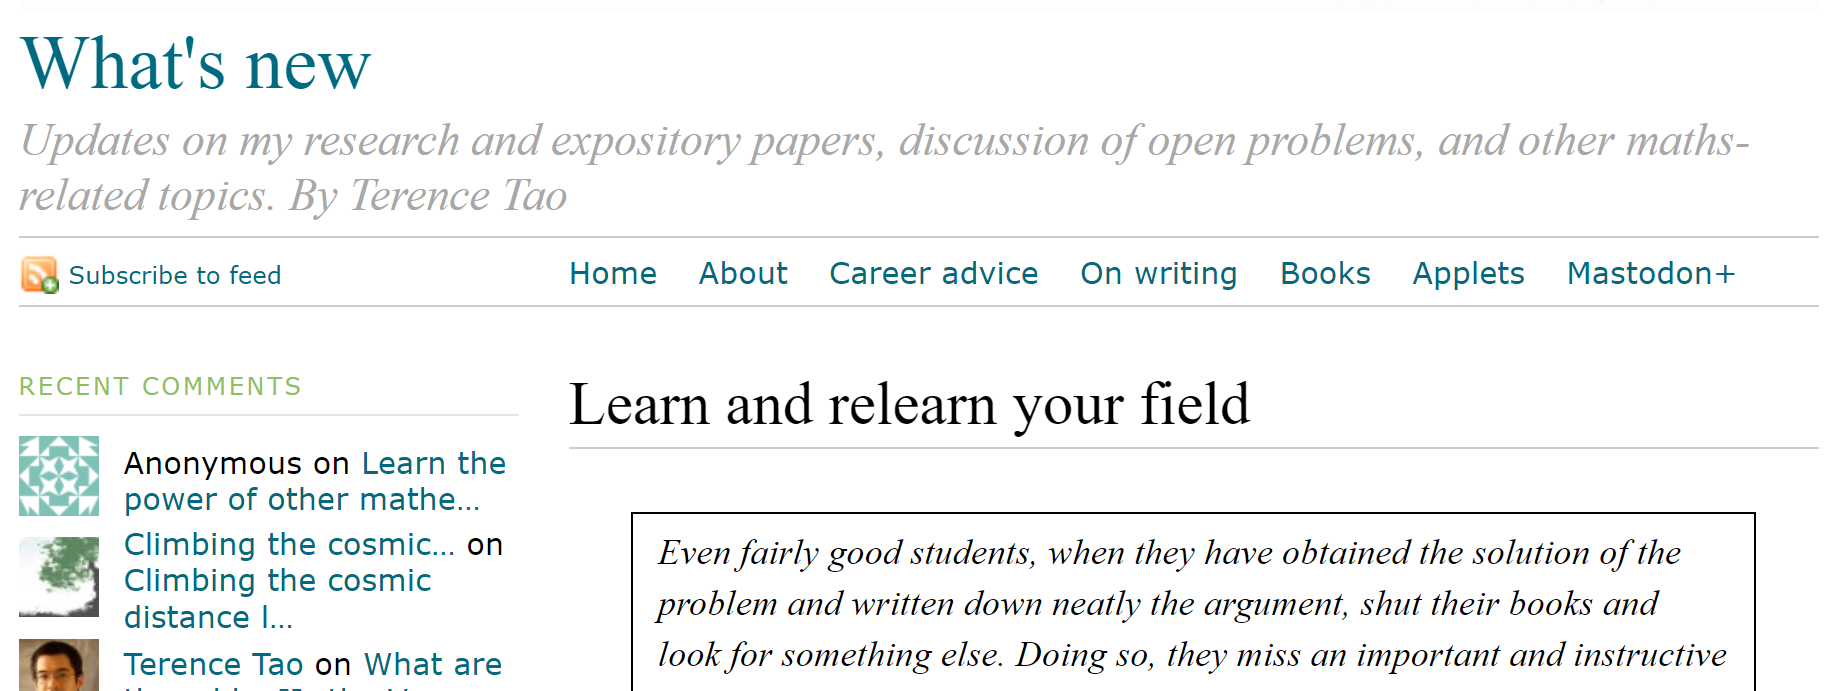 What's new
Updates on my research and expository papers, discussion of open problems, and other maths-
related topics. By Terence Tao
Subscribe to feed
Home About Career advice On writing Books Applets Mastodon+
RECENT COMMENTS
Anonymous on Learn the
power of other mathe...
Climbing the cosmic... on
Climbing the cosmic
distance l...
Terence Tao on What are
Learn and relearn your field
Even fairly good students, when they have obtained the solution of the
problem and written down neatly the argument, shut their books and
look for something else. Doing so, they miss an important and instructive